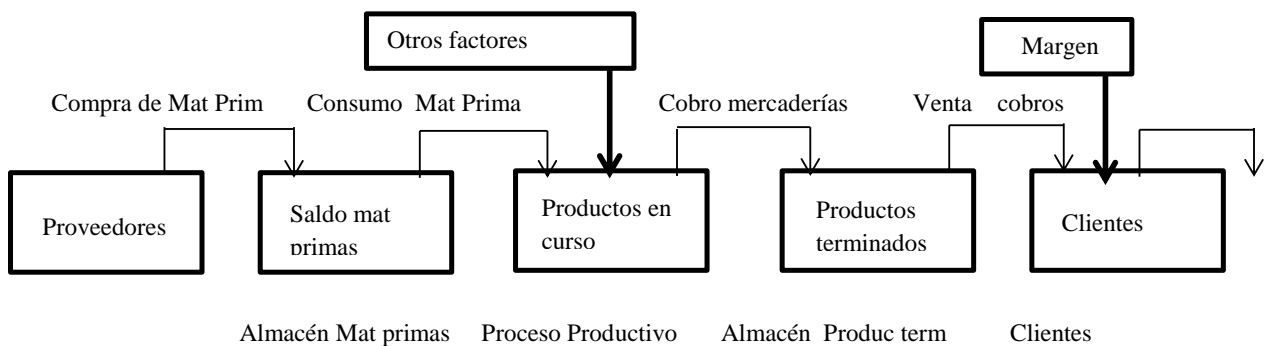 Otros factores
Margen
Compra de Mat Prim
Consumo Mat Prima
Cobro mercaderías
Venta cobros
Proveedores
Saldo mat
primas
Productos en
curso
Productos
terminados
Clientes
Almacén Mat primas
Proceso Productivo
Almacén Produc term
Clientes